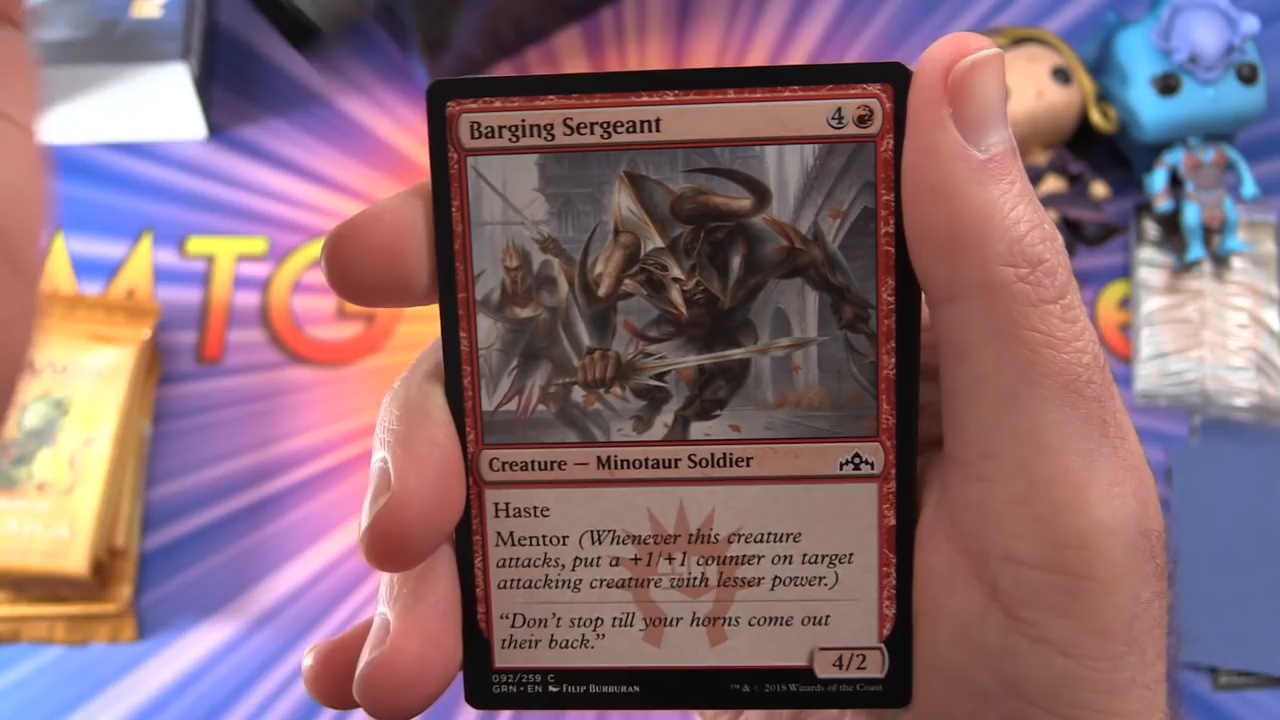 MTG
Barging Sergeant
4
Creature — Minotaur Soldier
Haste
Mentor (Whenever this creature
attacks, put a +1/+1 counter on target
attacking creature with lesser power.)
“Don’t stop till your horns come out
their back.”
4/2
092/259 C
GRN • EN Filip Burburan
™ & © 2018 Wizards of the Coast